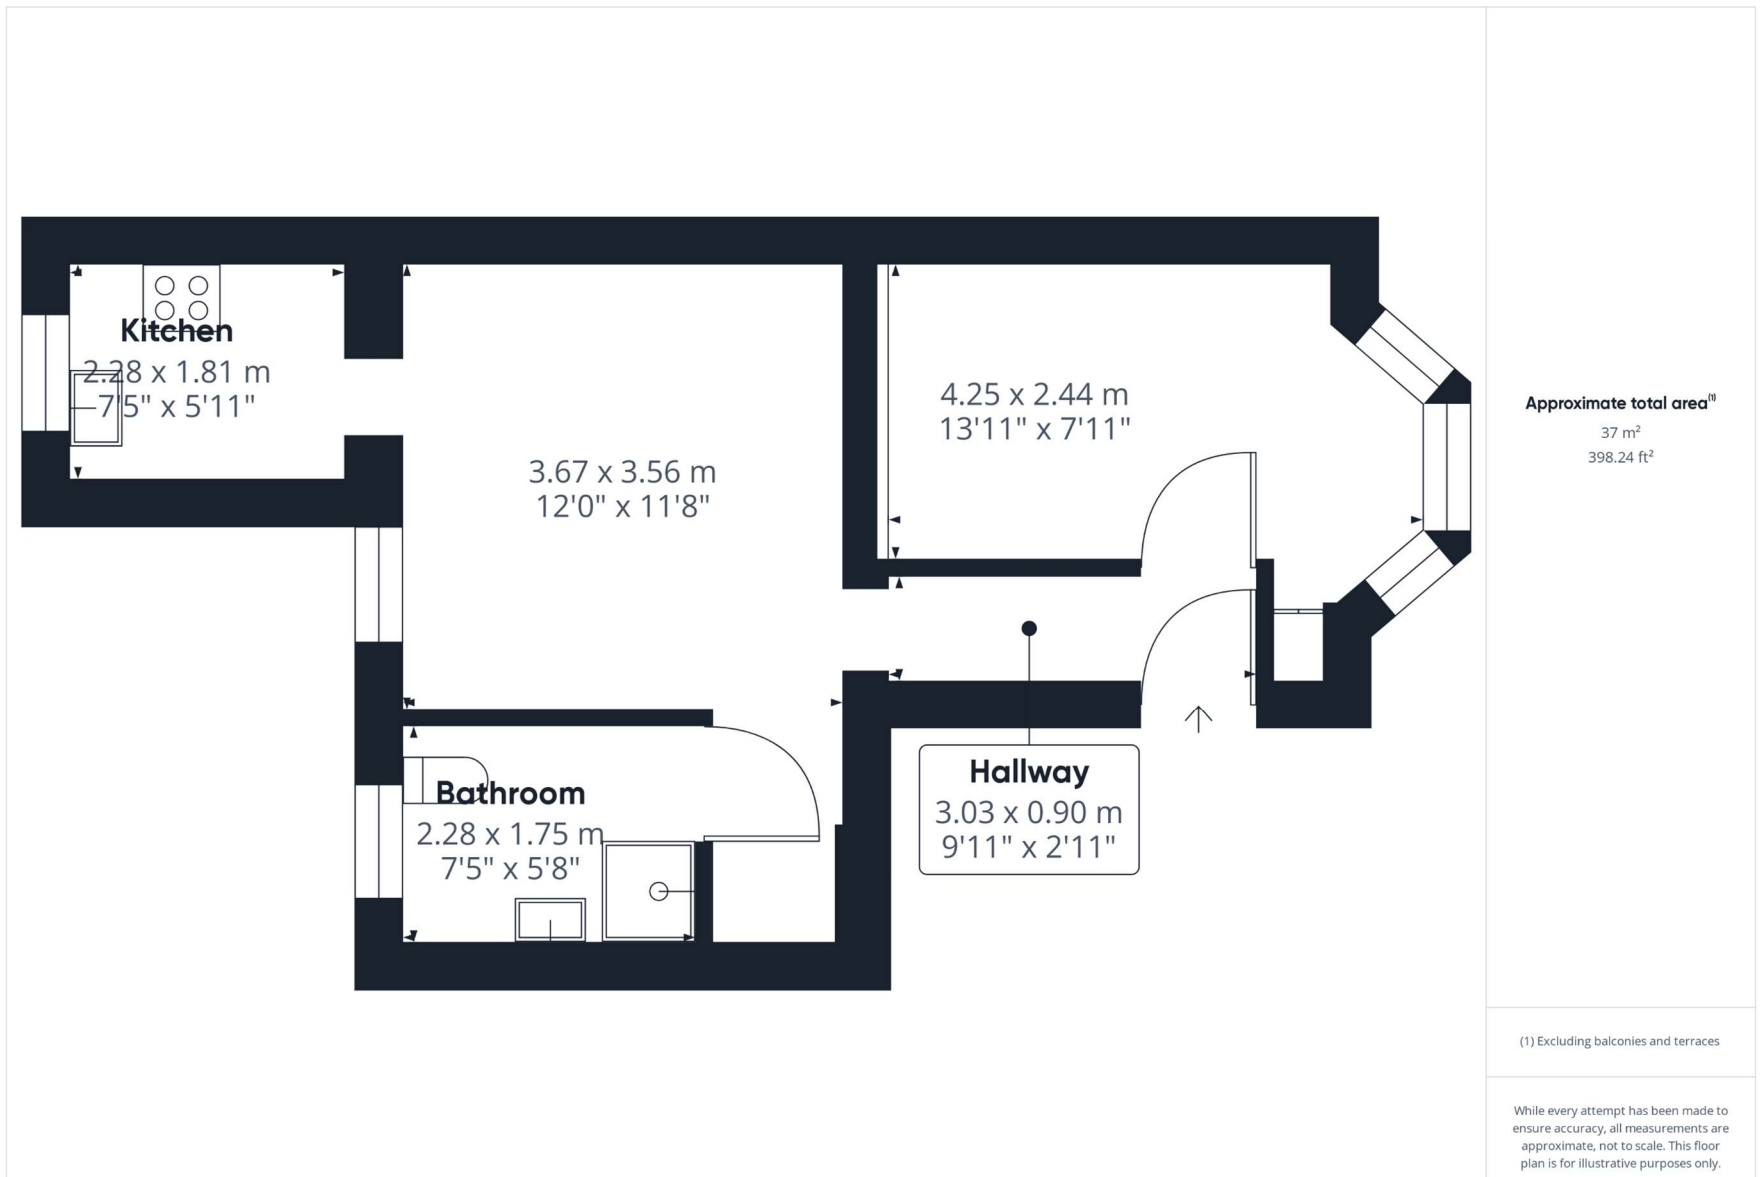 Kitchen
2.28 x 1.81 m
7'5" x 5'11"
3.67 x 3.56 m
12'0" x 11'8"
4.25 x 2.44 m
13'11" x 7'11"
Bathroom
2.28 x 1.75 m
7'5" x 5'8"
Hallway
3.03 x 0.90 m
9'11" x 2'11"
Approximate total area(1)
37 m²
398.24 ft²
(1) Excluding balconies and terraces
While every attempt has been made to
ensure accuracy, all measurements are
approximate, not to scale. This floor
plan is for illustrative purposes only.